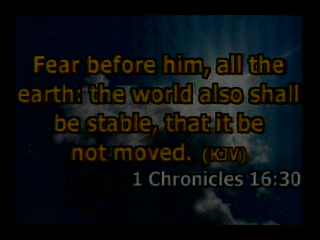 Fear before him, all the
earth: the world also shall
be stable, that it be
not moved. (KJV)
1 Chronicles 16:30